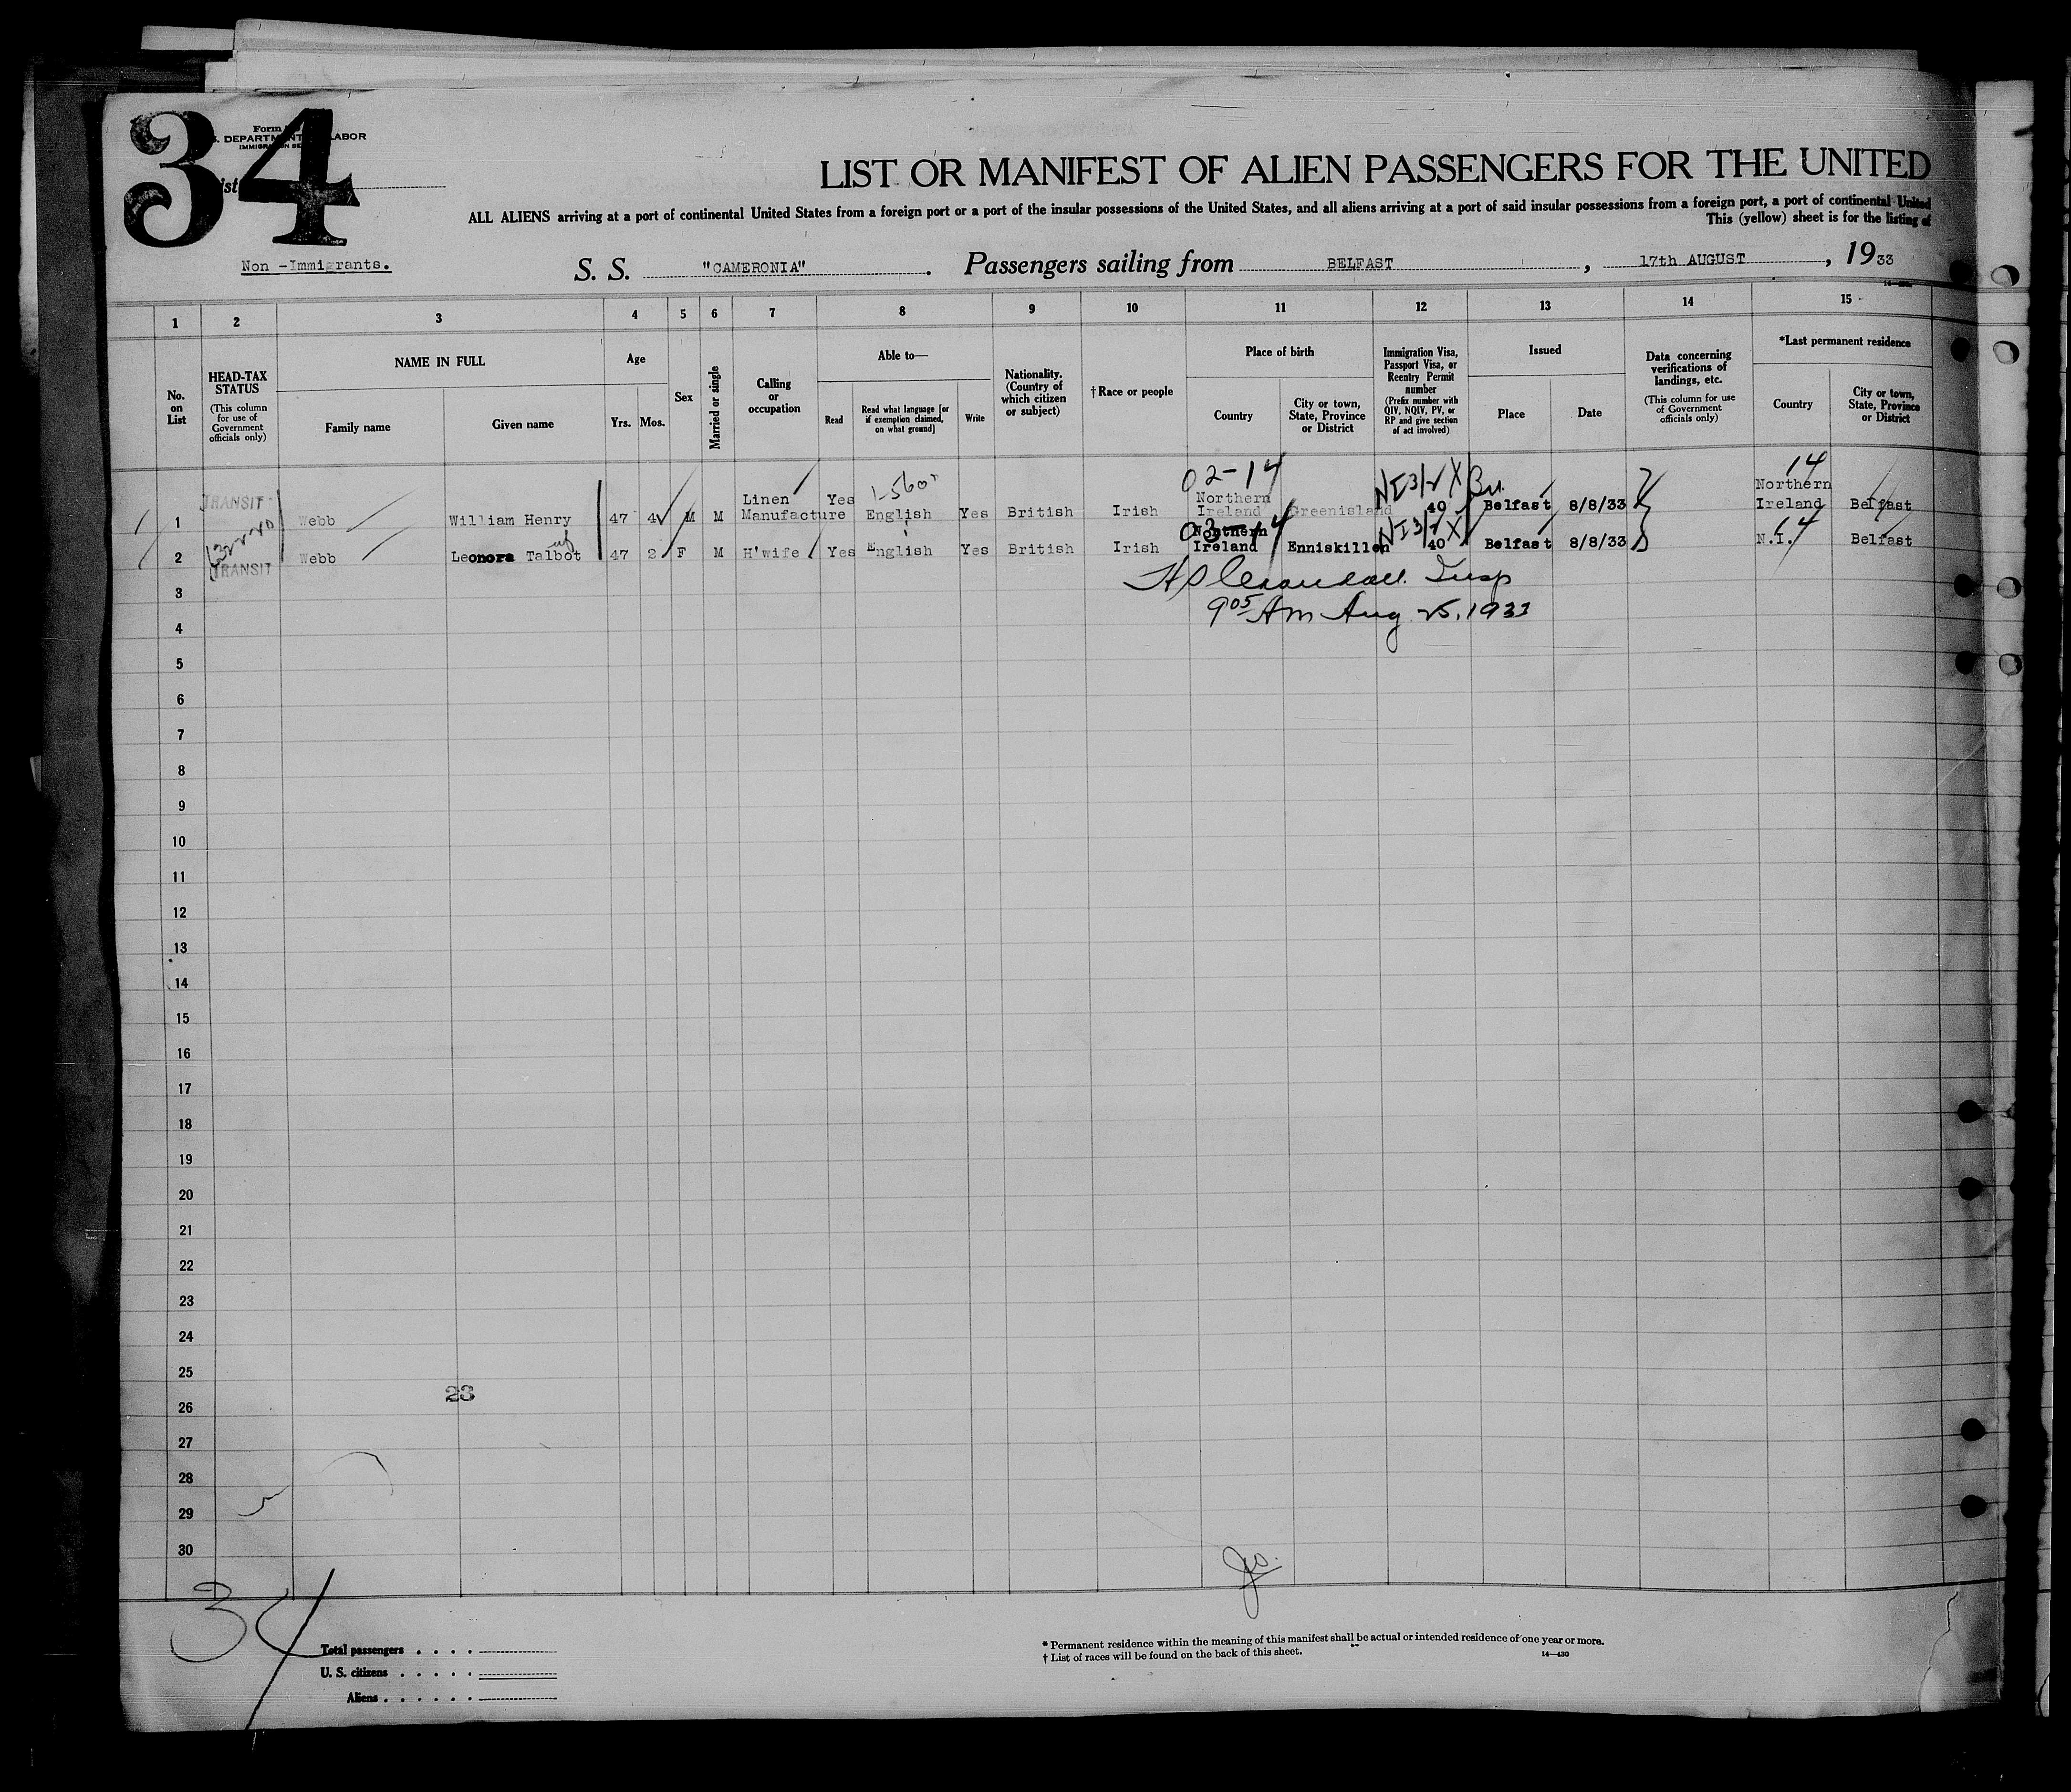 34
Form
DEPARTMENT LABOR
Non -Immigrants.
LIST OR MANIFEST OF ALIEN PASSENGERS FOR THE UNITED
ALL ALIENS arriving at a port of continental United States from a foreign port or a port of the insular possessions of the United States, and all aliens arriving at a port of said insular possessions from a foreign port, a port of continental United
This (yellow) sheet is for the listing of
S. S. "CAMERONIA" . Passengers sailing from BELFAST , 17th AUGUST , 1933
1 2 3 4 5 6 7 8 9 10 11 12 13 14 15
No. on List
HEAD-TAX STATUS (This column for use of Government officials only)
NAME IN FULL
Family name
Given name
Age
Yrs. Mos.
Sex
Married or single
Calling or occupation
Able to—
Read
Read what language [or if exemption claimed, on what ground]
Write
Nationality. (Country of which citizen or subject)
† Race or people
Place of birth
Country
City or town, State, Province or District
Immigration Visa, Passport Visa, or Reentry Permit number (Prefix number with QIV, NQIV, PV, or RP and give section of act involved)
Issued
Place
Date
Data concerning verifications of landings, etc. (This column for use of Government officials only)
*Last permanent residence
Country
City or town, State, Province or District
02-14
14
TRANSIT
1 Webb William Henry 47 4 M M Linen Manufacture Yes English Yes British Irish Northern Ireland Greenisland 40 Belfast 8/8/33 Northern Ireland Belfast
03-14
14
2 Webb Leonora Talbot 47 2 F M H'wife Yes English Yes British Irish Northern Ireland Enniskillen 40 Belfast 8/8/33 N.I. Belfast
TRANSIT
Insp
9 05 AM Aug 25, 1933
3
4
5
6
7
8
9
10
11
12
13
14
15
16
17
18
19
20
21
22
23
24
25
23
26
27
28
29
30
34
Total passengers . . . .
U. S. citizens . . . . .
Aliens . . . . . .
* Permanent residence within the meaning of this manifest shall be actual or intended residence of one year or more.
† List of races will be found on the back of this sheet.
14—430